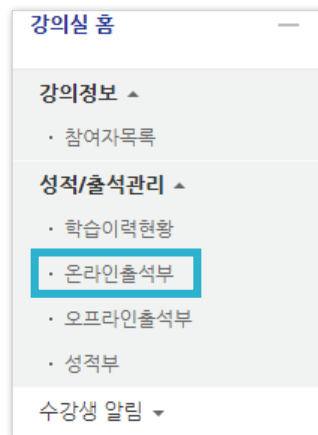 강의실 홈
강의정보 ▲
· 참여자목록
성적/출석관리 ▲
· 학습이력현황
· 온라인출석부
· 오프라인출석부
· 성적부
수강생 알림 ▼